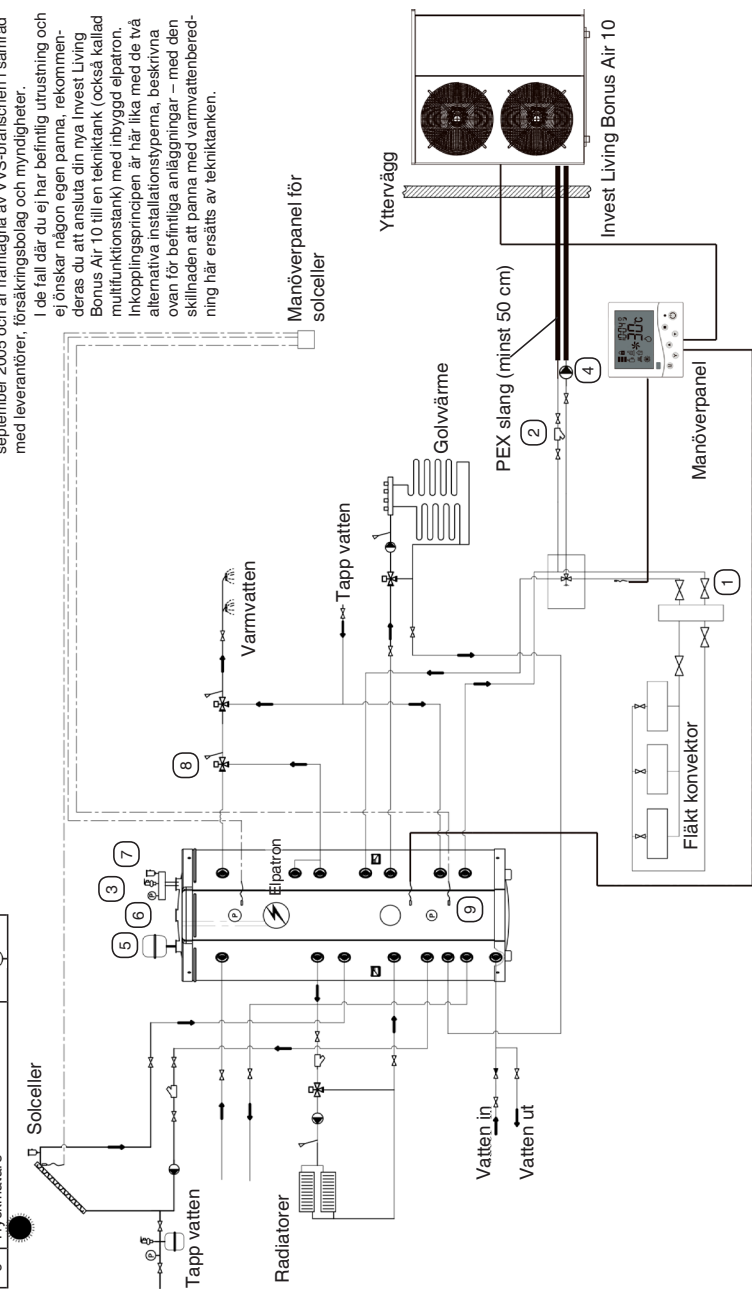 september 2005 och är framtagna av VVS-branschen i samråd
med leverantörer, försäkringsbolag och myndigheter.
I de fall där du ej har befintlig utrustning och
ej önskar någon egen panna, rekommen-
deras du att ansluta din nya Invest Living
Bonus Air 10 till en tekniktank (också kallad
multifunktionstank) med inbyggd elpatron.
Inkopplingsprincipen är här lika med de två
alternativa installationstyperna, beskrivna
ovan för befintliga anläggningar – med den
skillnaden att panna med varmvattenbered-
ning här ersätts av tekniktanken.
Solceller
Tapp vatten
Radiatorer
Vatten in
Vatten ut
5
6
3
7
P
P
Elpatron
P
P
9
8
Varmvatten
Tapp vatten
Golvvärme
Manöverpanel för
solceller
Yttervägg
PEX slang (minst 50 cm)
2
4
1
Fläkt konvektor
Manöverpanel
Invest Living Bonus Air 10